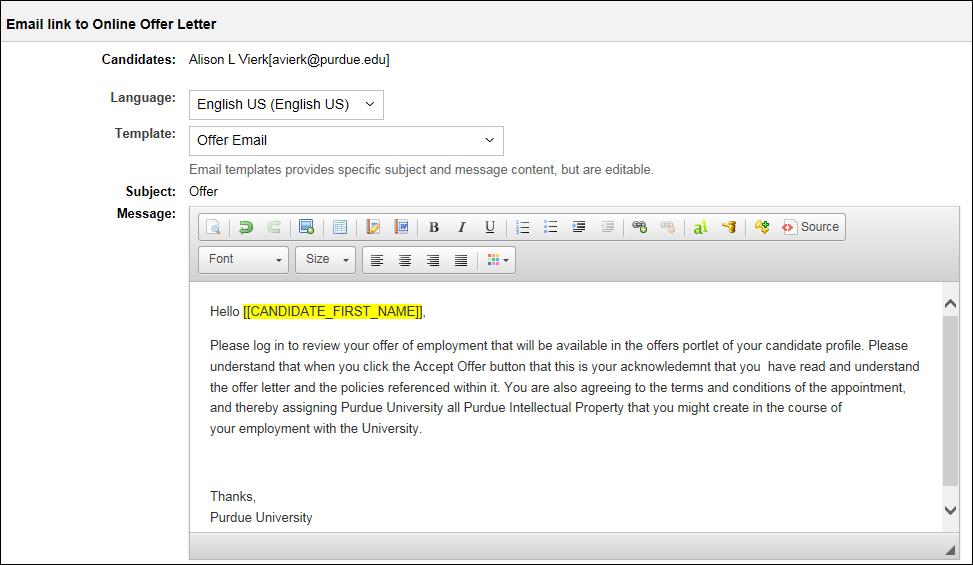 Email link to Online Offer Letter
Candidates: Alison L Vierk[avierk@purdue.edu]
Language: English US (English US)
Template: Offer Email
Email templates provides specific subject and message content, but are editable.
Subject: Offer
Message:
B I U Source
Font Size
Hello [[CANDIDATE_FIRST_NAME]],
Please log in to review your offer of employment that will be available in the offers portlet of your candidate profile. Please
understand that when you click the Accept Offer button that this is your acknowledemnt that you  have read and understand
the offer letter and the policies referenced within it. You are also agreeing to the terms and conditions of the appointment,
and thereby assigning Purdue University all Purdue Intellectual Property that you might create in the course of
your employment with the University.
Thanks,
Purdue University